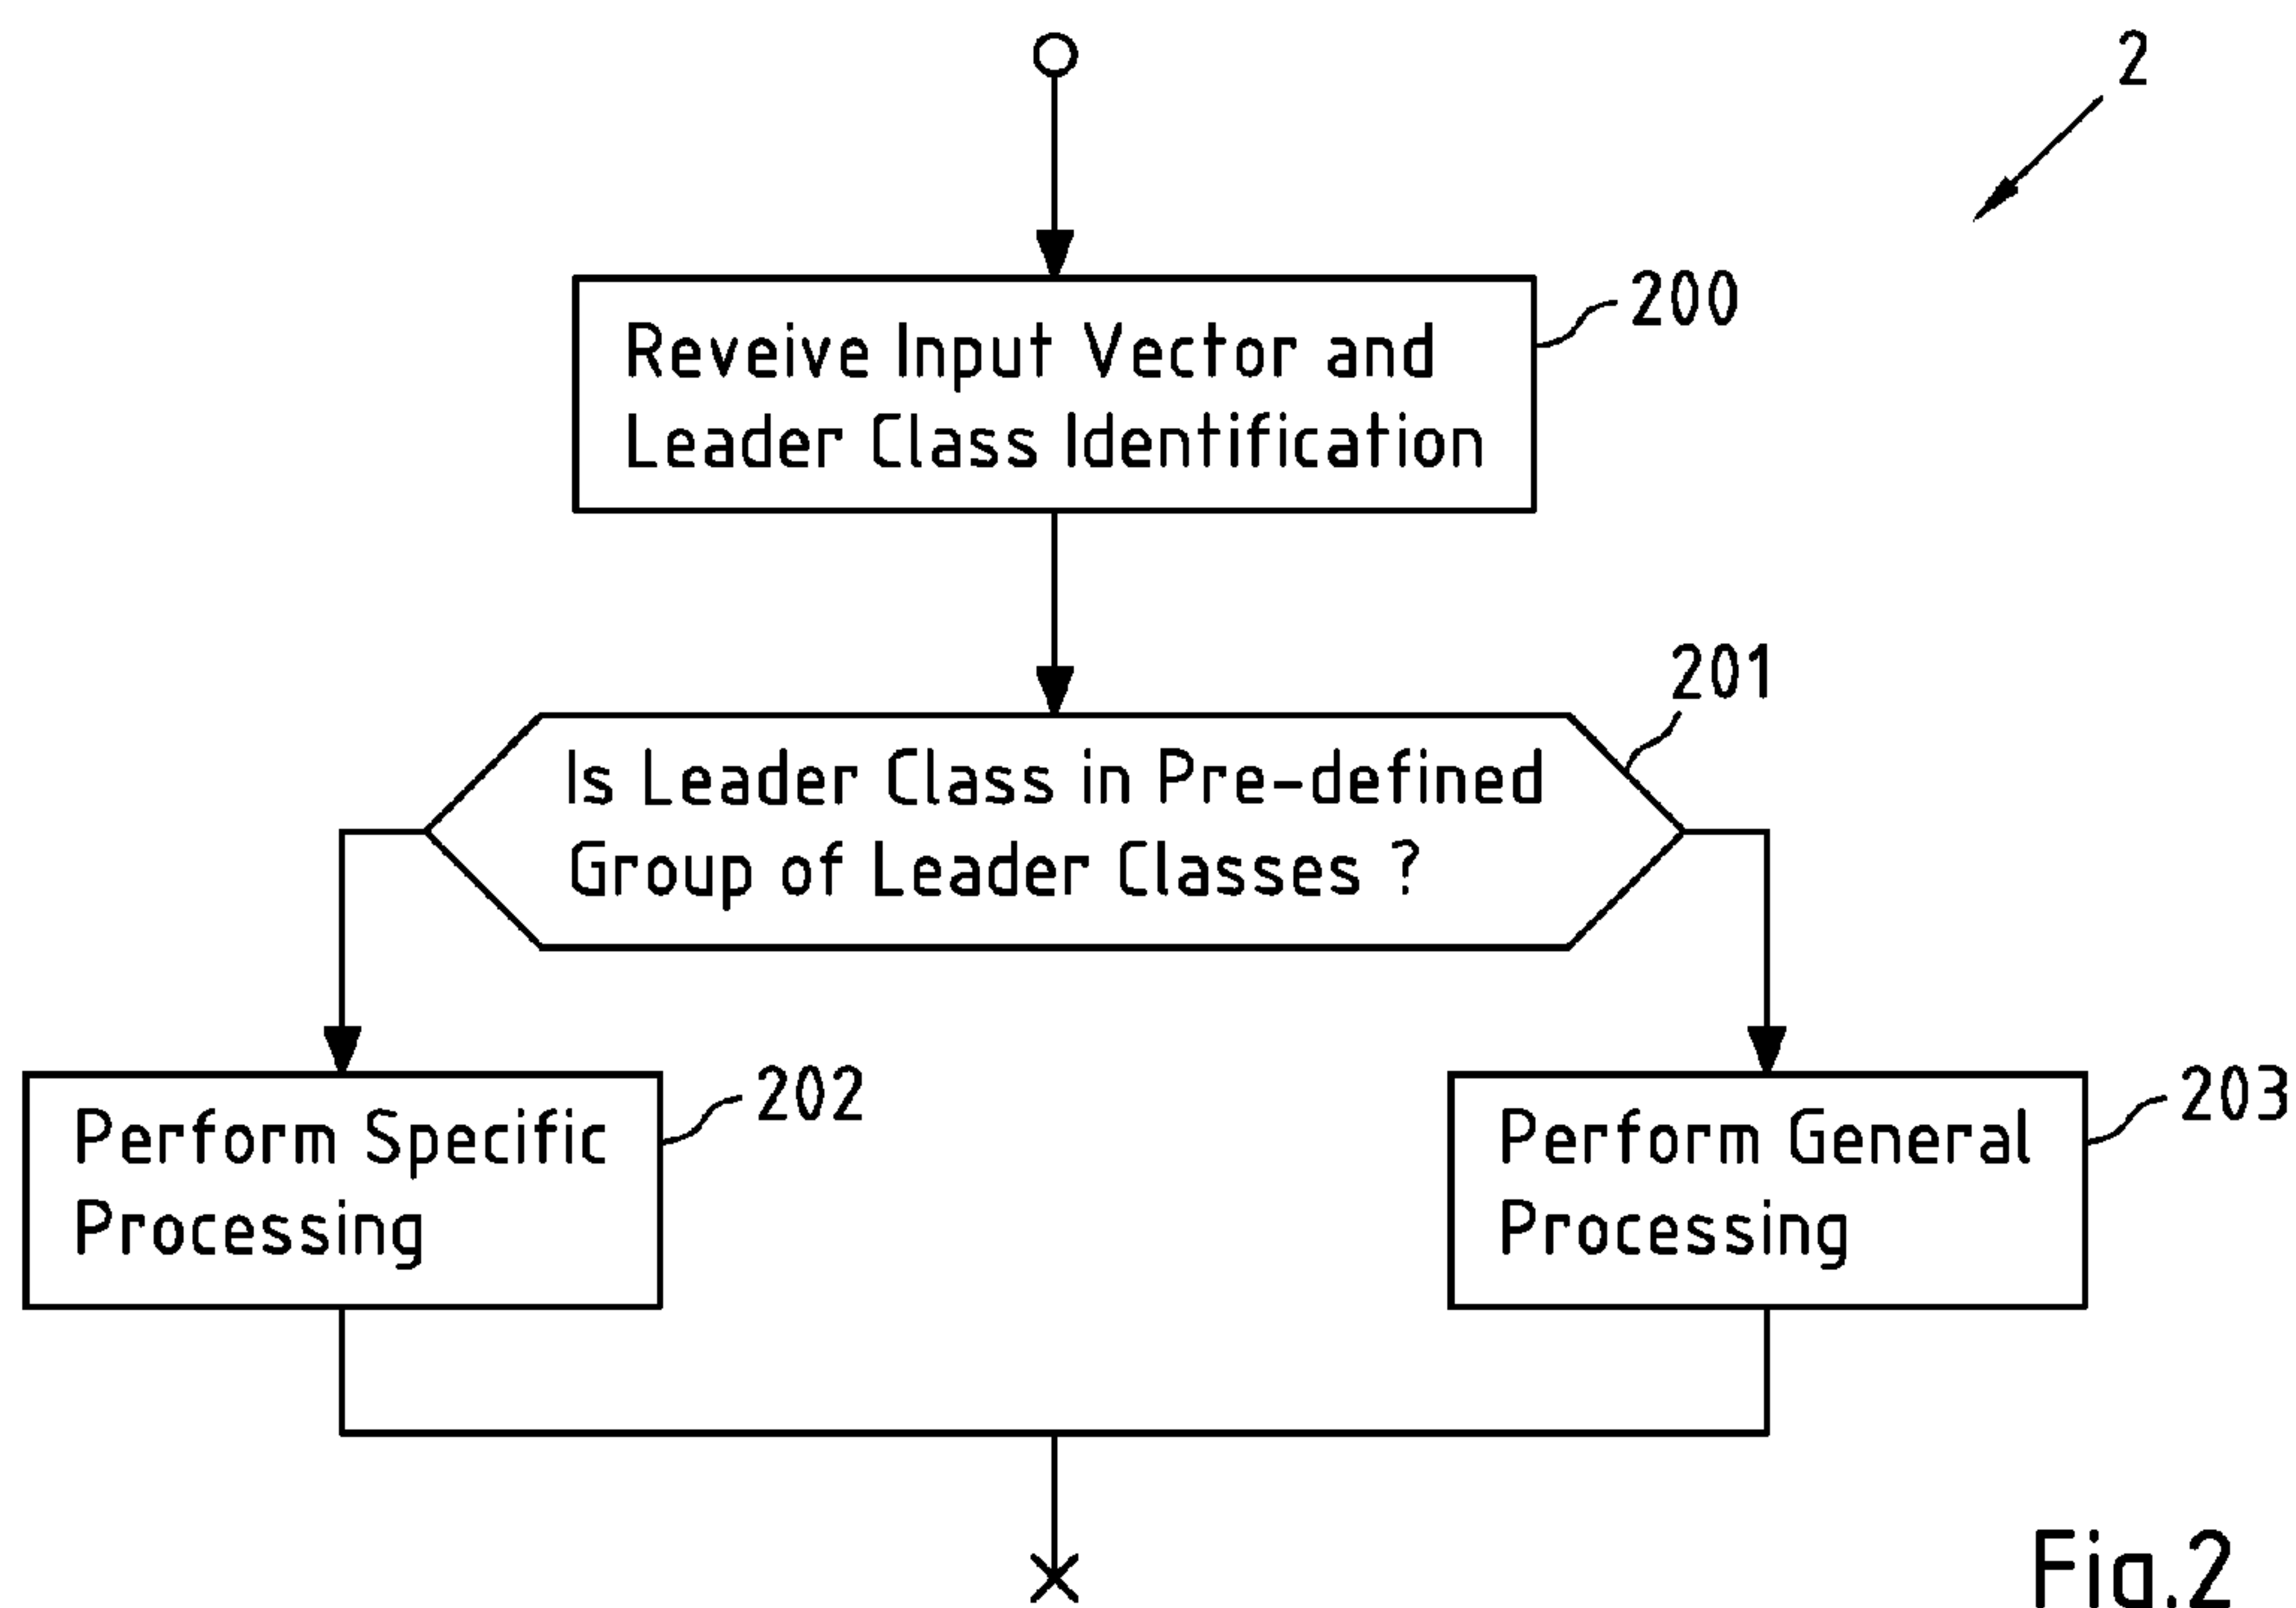 2
Reveive Input Vector and
Leader Class Identification
200
201
Is Leader Class in Pre-defined
Group of Leader Classes ?
Perform Specific
Processing
202
Perform General
Processing
203
Fig.2